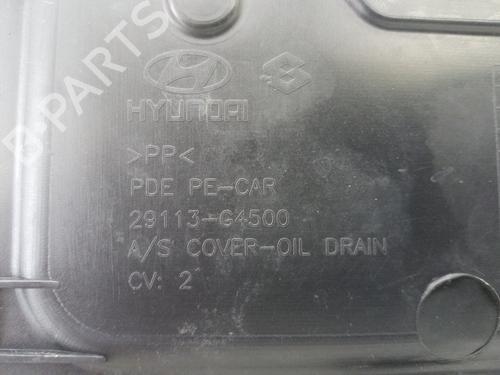 B-PARTS
HYUNDAI
>PP<
PDE PE-CAR
29113-G4500
A/S COVER-OIL DRAIN
CV: 2